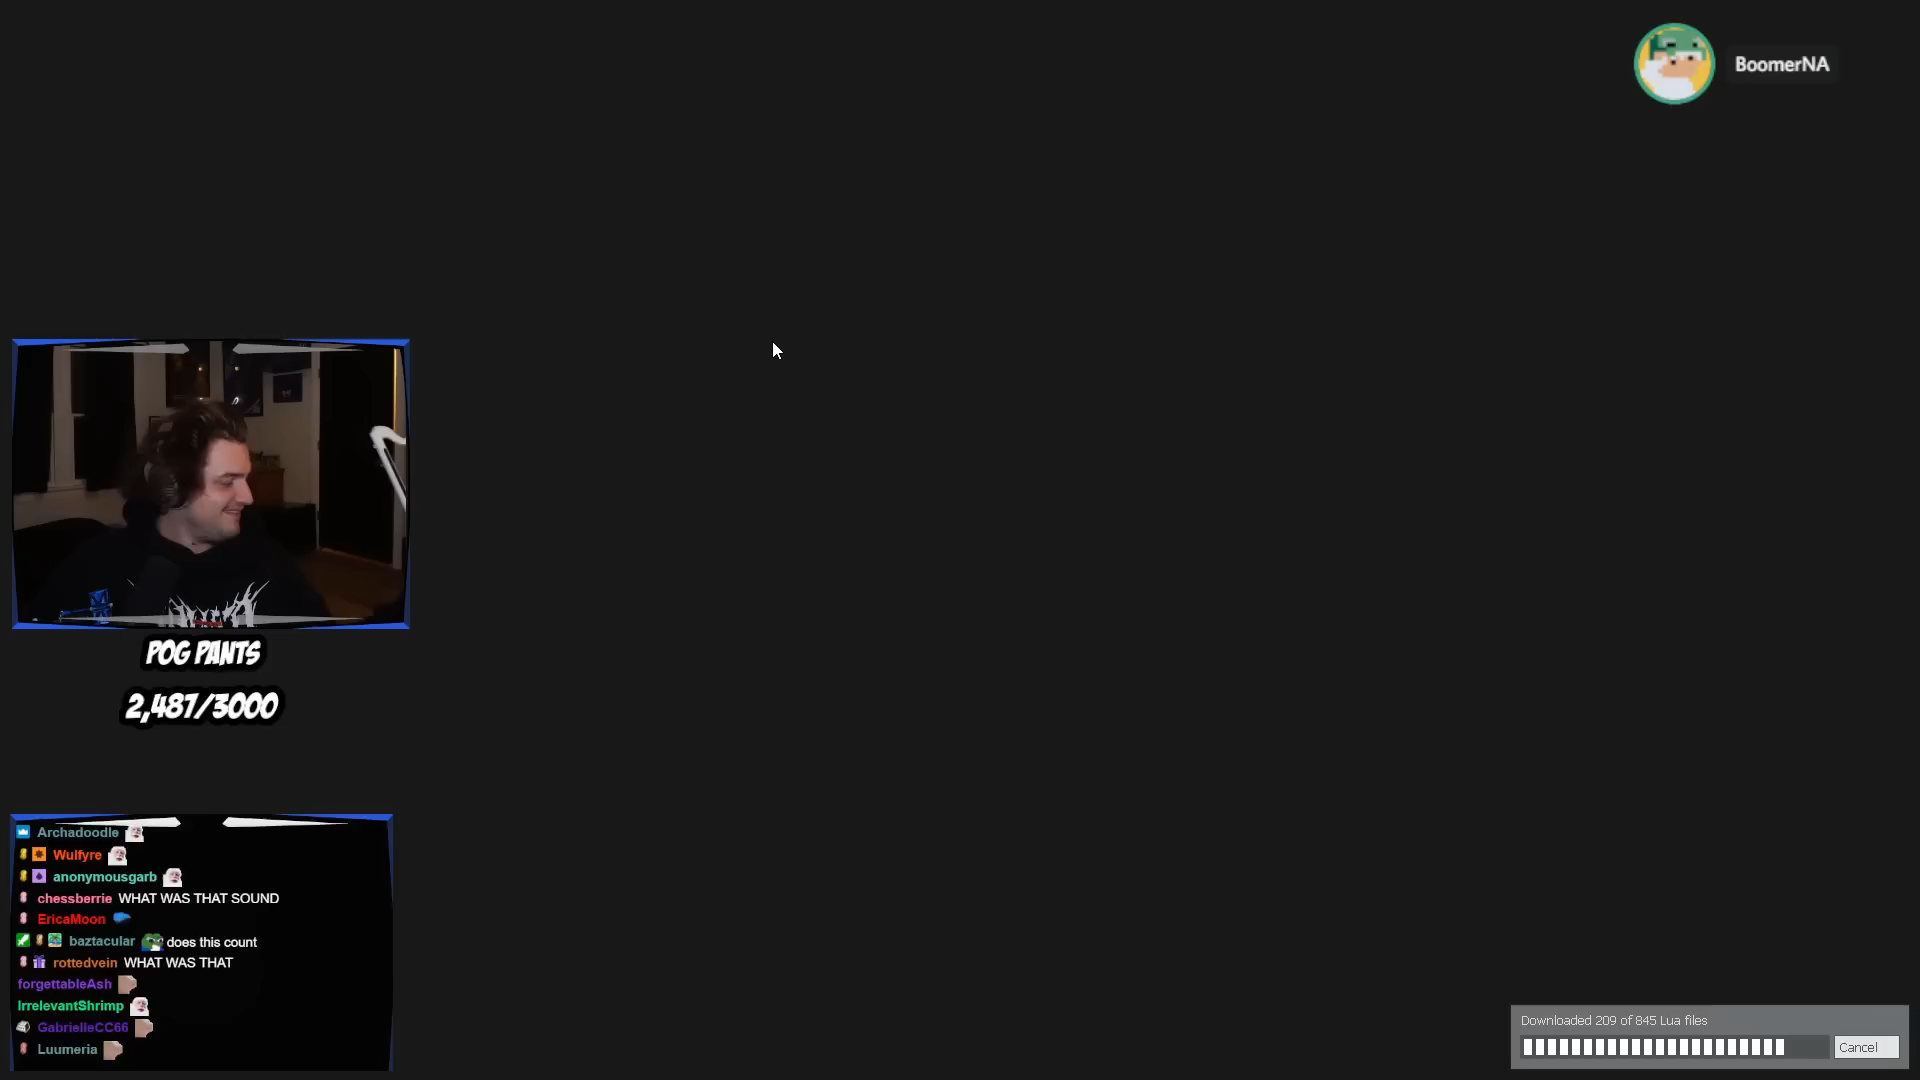 BoomerNA
POG PANTS
2,487/3000
Archadoodle
Wulfyre
anonymousgarb
chessberrie WHAT WAS THAT SOUND
EricaMoon
baztacular does this count
rottedvein WHAT WAS THAT
forgettableAsh
IrrelevantShrimp
GabrielleCC66
Luumeria
Downloaded 209 of 845 Lua files
Cancel